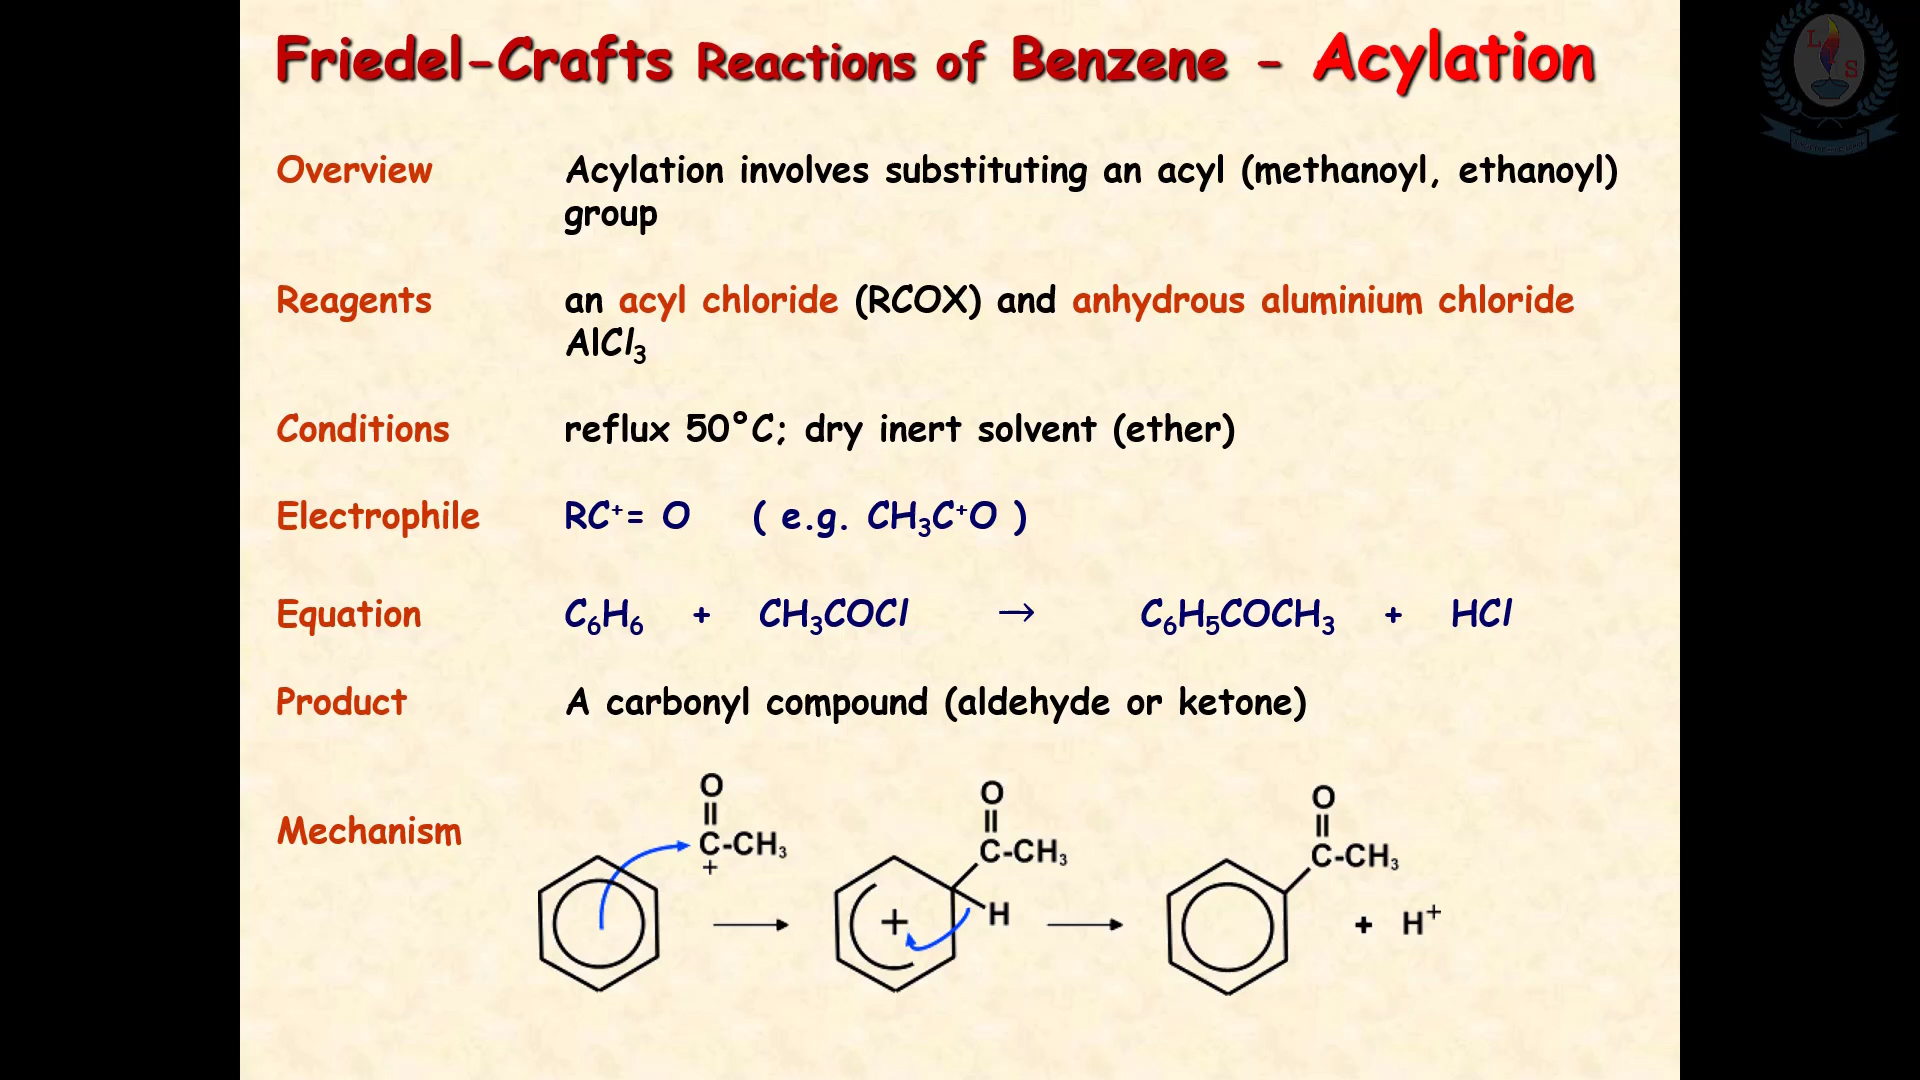 Friedel-Crafts Reactions of Benzene - Acylation
Overview Acylation involves substituting an acyl (methanoyl, ethanoyl)
group
Reagents an acyl chloride (RCOX) and anhydrous aluminium chloride
AlCl₃
Conditions reflux 50°C; dry inert solvent (ether)
Electrophile RC⁺= O ( e.g. CH₃C⁺O )
Equation C₆H₆ + CH₃COCl → C₆H₅COCH₃ + HCl
Product A carbonyl compound (aldehyde or ketone)
Mechanism
O
C-CH₃
+
O
C-CH₃
+
H
O
C-CH₃
+ H⁺
L
S